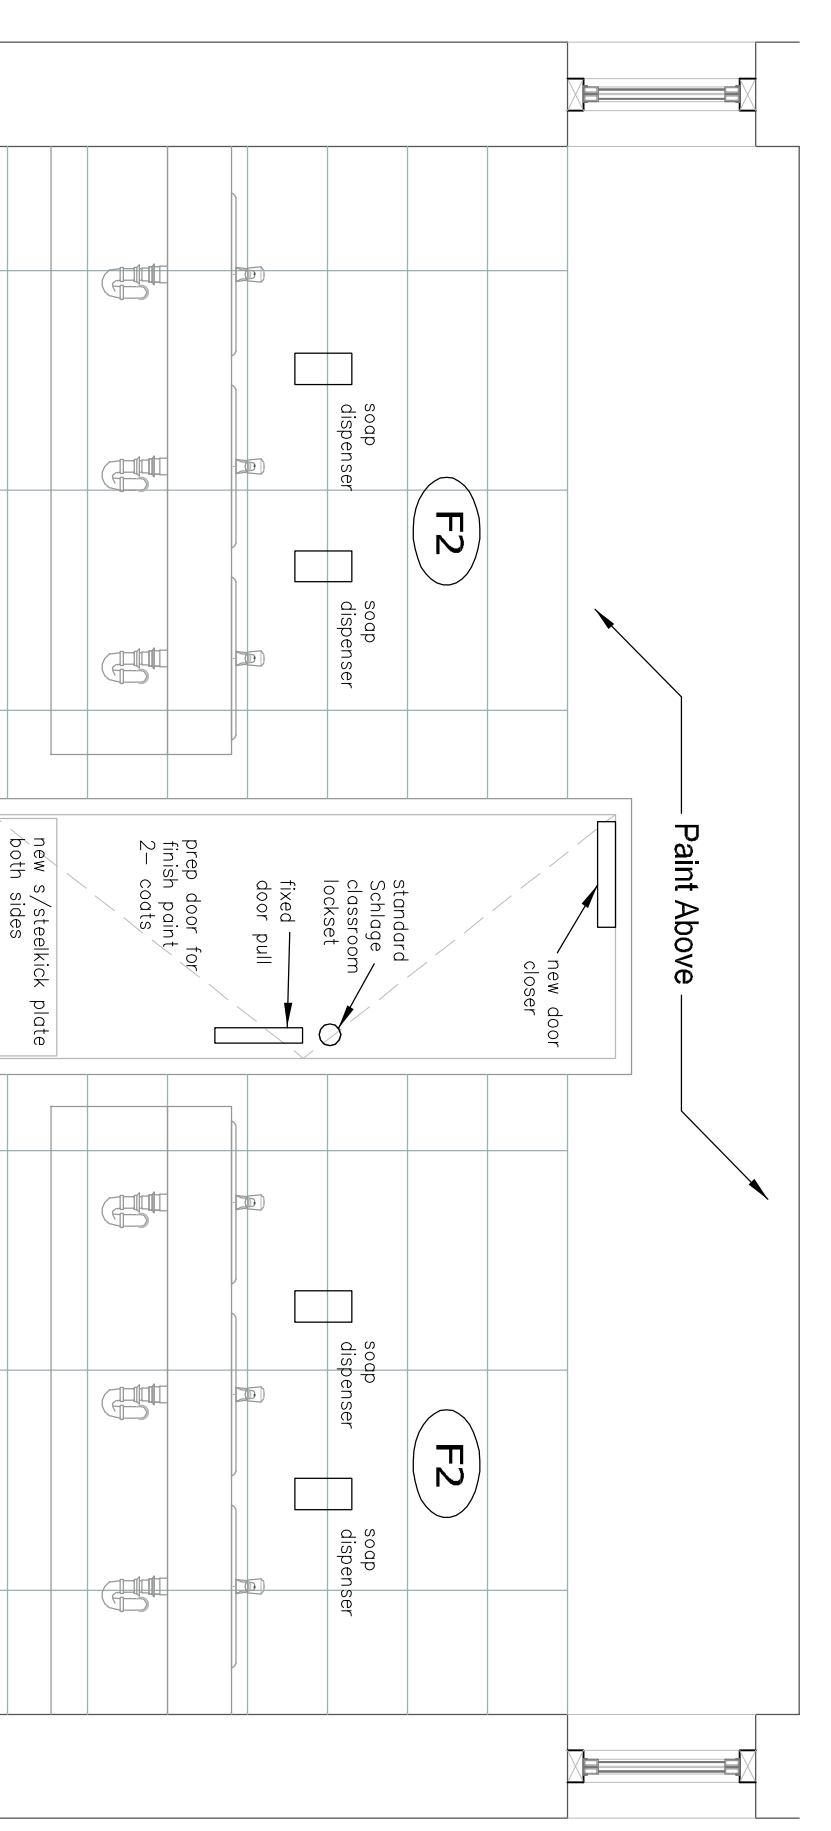 Paint Above
F2
soap
dispenser
soap
dispenser
new door
closer
standard
Schlage
classroom
lockset
fixed
door pull
prep door for
finish paint
2- coats
new s/steelkick plate
both sides
F2
soap
dispenser
soap
dispenser